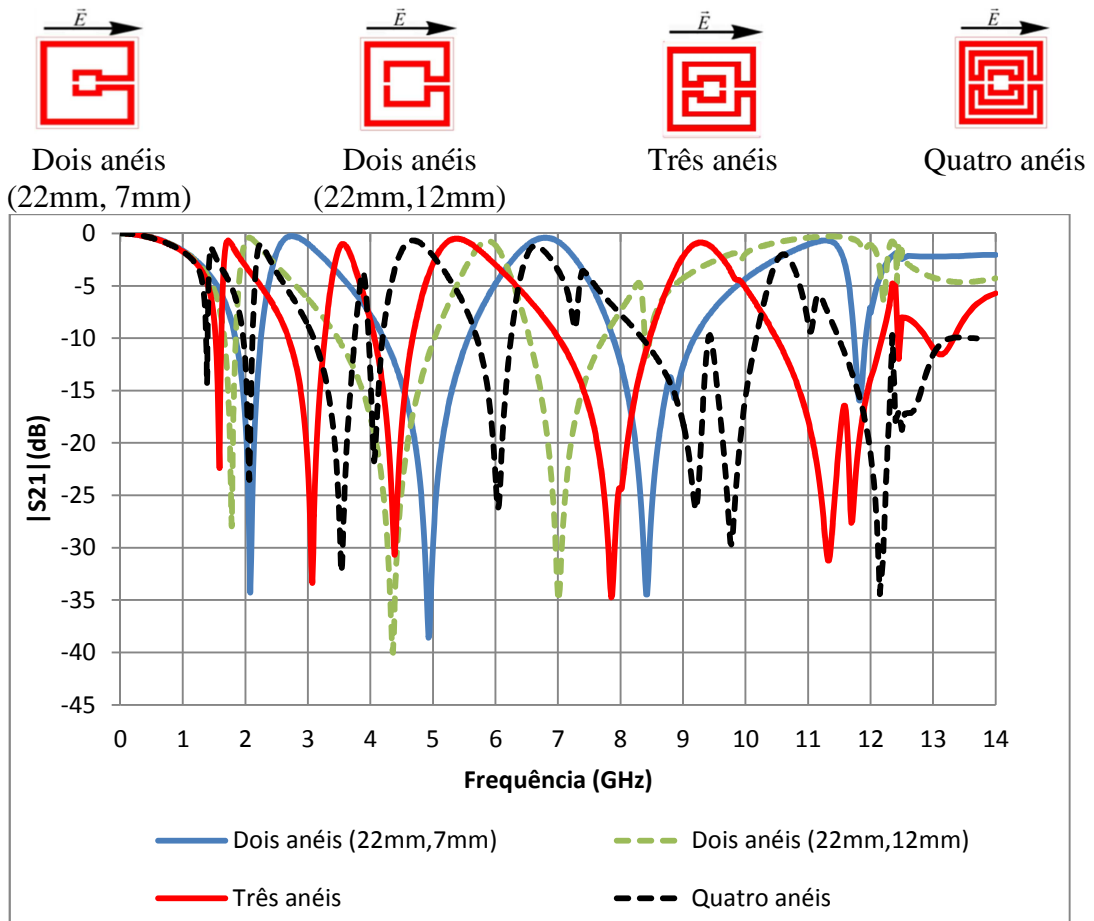 E E E E
Dois anéis Dois anéis Três anéis Quatro anéis
(22mm, 7mm) (22mm,12mm)
0
-5
-10
-15
-20
-25
-30
-35
-40
-45
|S21|(dB)
0 1 2 3 4 5 6 7 8 9 10 11 12 13 14
Frequência (GHz)
Dois anéis (22mm,7mm) Dois anéis (22mm,12mm)
Três anéis Quatro anéis